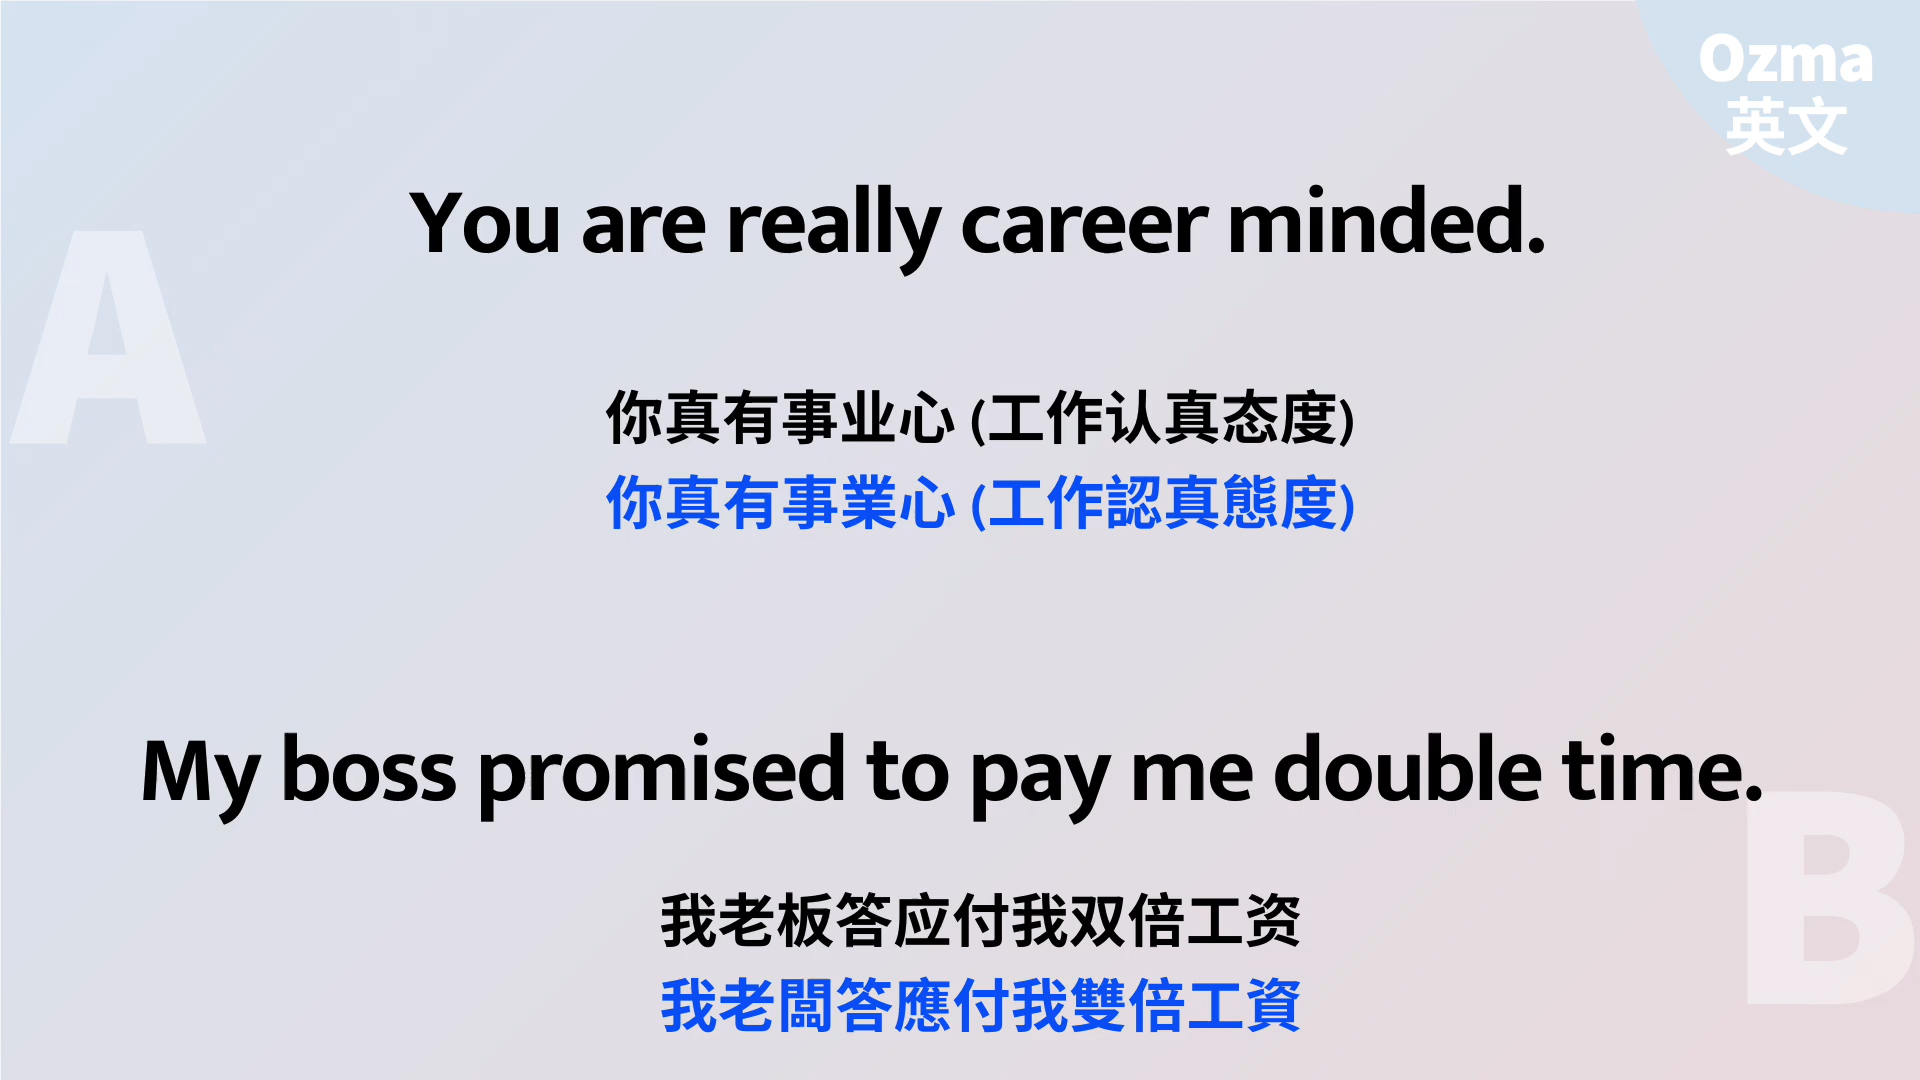 Ozma
英文
A
You are really career minded.
你真有事业心 (工作认真态度)
你真有事業心 (工作認真態度)
My boss promised to pay me double time.
B
我老板答应付我双倍工资
我老闆答應付我雙倍工資